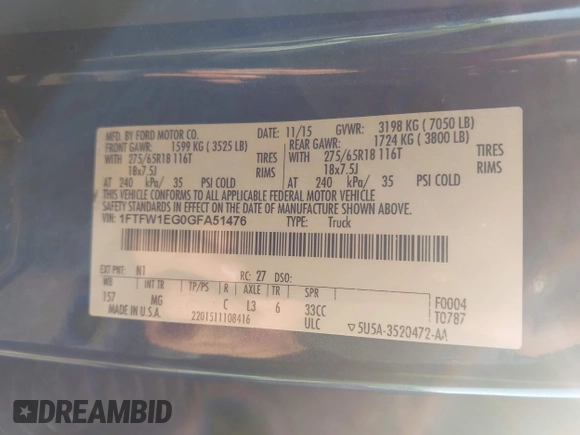 MFD. BY FORD MOTOR CO.
DATE: 11/15 GVWR: 3198 KG ( 7050 LB)
FRONT GAWR: 1599 KG ( 3525 LB) REAR GAWR: 1724 KG ( 3800 LB)
WITH 275/65R18 116T TIRES WITH 275/65R18 116T TIRES
18x7.5J RIMS 18x7.5J RIMS
AT 240 kPa/ 35 PSI COLD AT 240 kPa/ 35 PSI COLD
THIS VEHICLE CONFORMS TO ALL APPLICABLE FEDERAL MOTOR VEHICLE
SAFETY STANDARDS IN EFFECT ON THE DATE OF MANUFACTURE SHOWN ABOVE.
VIN: 1FTFW1EG0GFA51476 TYPE: Truck
EXT PNT: N1 RC: 27 DSO:
WB INT TR TP/PS R AXLE TR SPR
157 MG C L3 6 33CC
F0004
T0787
MADE IN U.S.A. 2201511108416 ULC
▽5U5A-3520472-AA
DREAMBID